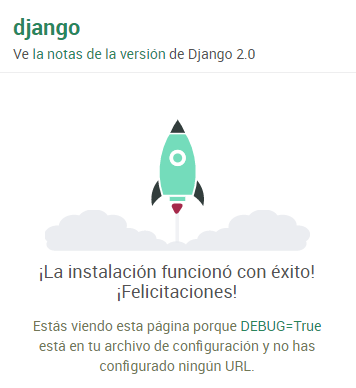 django
Ve la notas de la versión de Django 2.0
¡La instalación funcionó con éxito!
¡Felicitaciones!
Estás viendo esta página porque DEBUG=True
está en tu archivo de configuración y no has
configurado ningún URL.